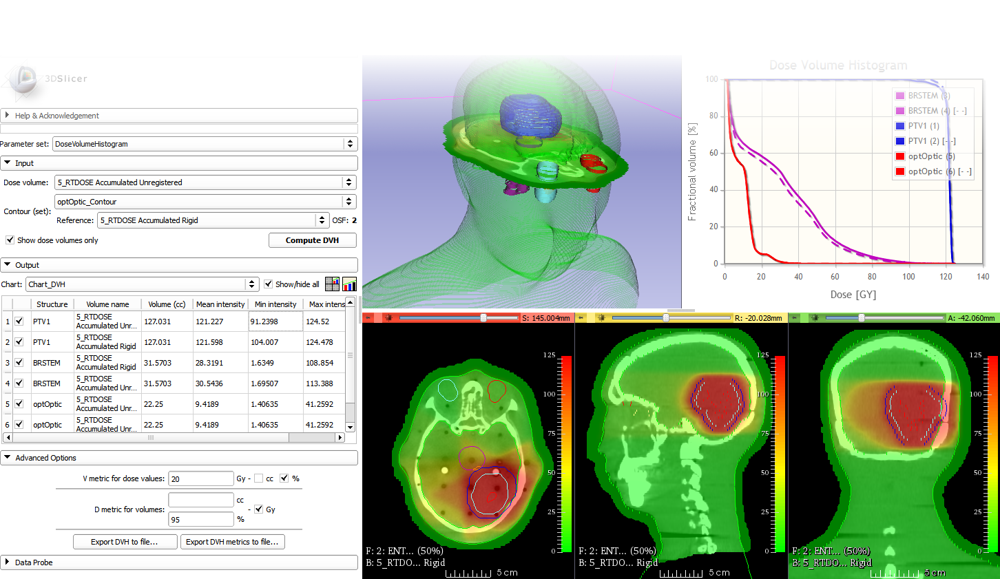 3DSlicer
Help & Acknowledgement
Parameter set: DoseVolumeHistogram
Input
Dose volume: 5_RTDOSE Accumulated Unregistered
Contour (set): optOptic_Contour
Reference: 5_RTDOSE Accumulated Rigid OSF: 2
Show dose volumes only Compute DVH
Output
Chart: Chart_DVH Show/hide all
Structure Volume name Volume (cc) Mean intensity Min intensity Max intens
1 PTV1 5_RTDOSE Accumulated Unr... 127.031 121.227 91.2398 124.52
2 PTV1 5_RTDOSE Accumulated Rigid 127.031 121.598 104.007 124.478
3 BRSTEM 5_RTDOSE Accumulated Rigid 31.5703 28.3191 1.6349 108.854
4 BRSTEM 5_RTDOSE Accumulated Unr... 31.5703 30.5436 1.69507 113.388
5 optOptic 5_RTDOSE Accumulated Unr... 22.25 9.4189 1.40635 41.2592
6 optOptic 5_RTDOSE Accumulated Unr... 22.25 9.4189 1.40635 41.2592
Advanced Options
V metric for dose values: 20 Gy - cc %
cc
D metric for volumes: - Gy
95 %
Export DVH to file... Export DVH metrics to file...
Data Probe
Dose Volume Histogram
Fractional volume [%]
100
80
60
40
20
0
BRSTEM (3)
BRSTEM (4) [- -]
PTV1 (1)
PTV1 (2) [- -]
optOptic (5)
optOptic (6) [- -]
0 20 40 60 80 100 120 140
Dose [GY]
S: 145.004mm
125
100
75
50
25
0
F: 2: ENT... (50%)
B: 5_RTDO... Rigid
5 cm
R: -20.028mm
125
100
75
50
25
0
F: 2: ENT... (50%)
B: 5_RTDO... Rigid
5 cm
A: -42.060mm
125
100
75
50
25
0
F: 2: ENT... (50%)
B: 5_RTDO... Rigid
5 cm